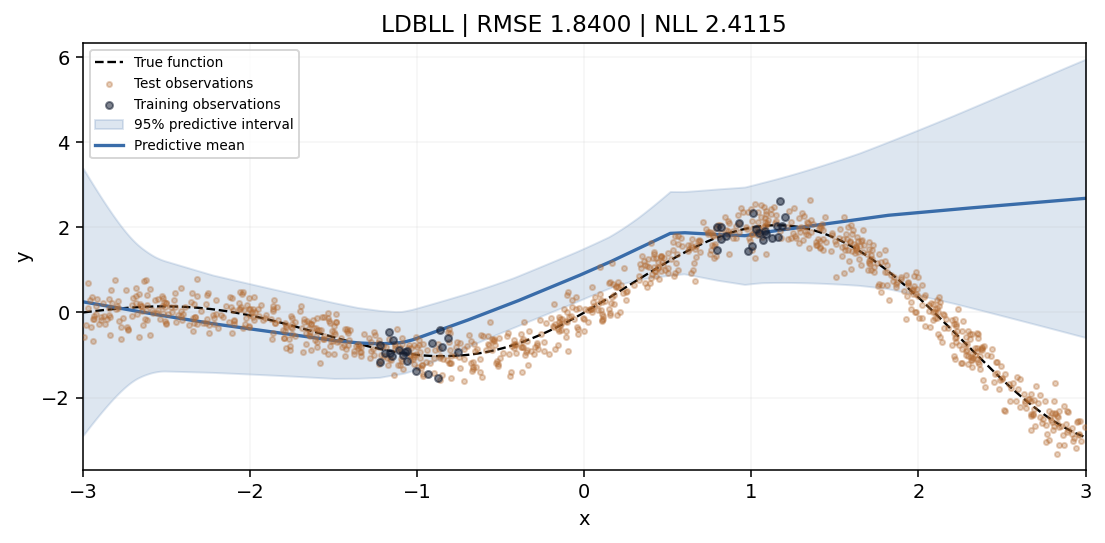 LDBLL | RMSE 1.8400 | NLL 2.4115
True function
Test observations
Training observations
95% predictive interval
Predictive mean
y
6
4
2
0
−2
−3
−2
−1
0
1
2
3
x